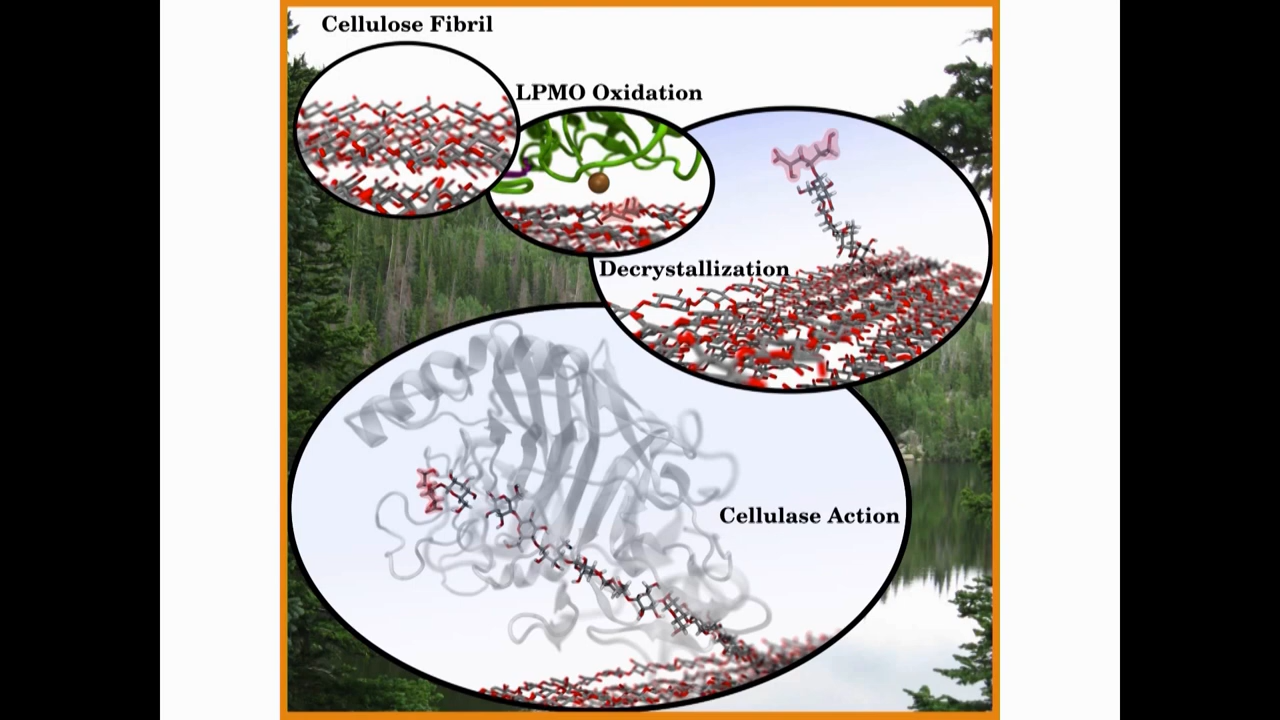 Cellulose Fibril
LPMO Oxidation
Decrystallization
Cellulase Action